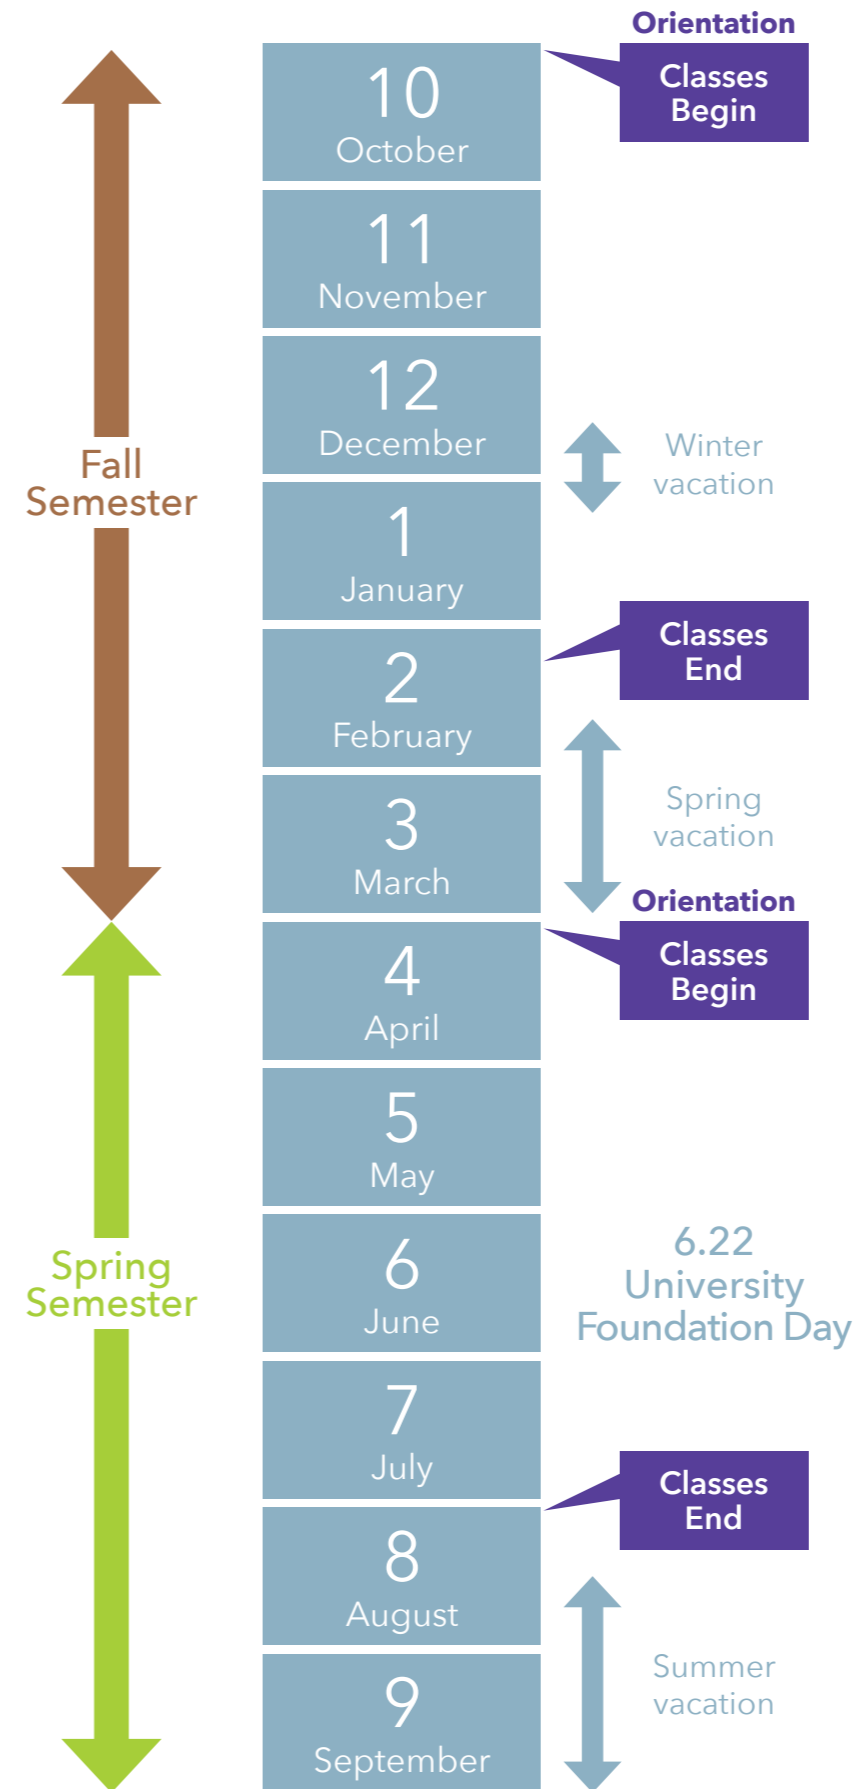 Orientation
Classes
Begin
10
October
11
November
12
December
Winter
vacation
Fall
Semester
1
January
Classes
End
2
February
Spring
vacation
3
March
Orientation
Classes
Begin
4
April
5
May
6
June
6.22
University
Foundation Day
Spring
Semester
7
July
Classes
End
8
August
Summer
vacation
9
September